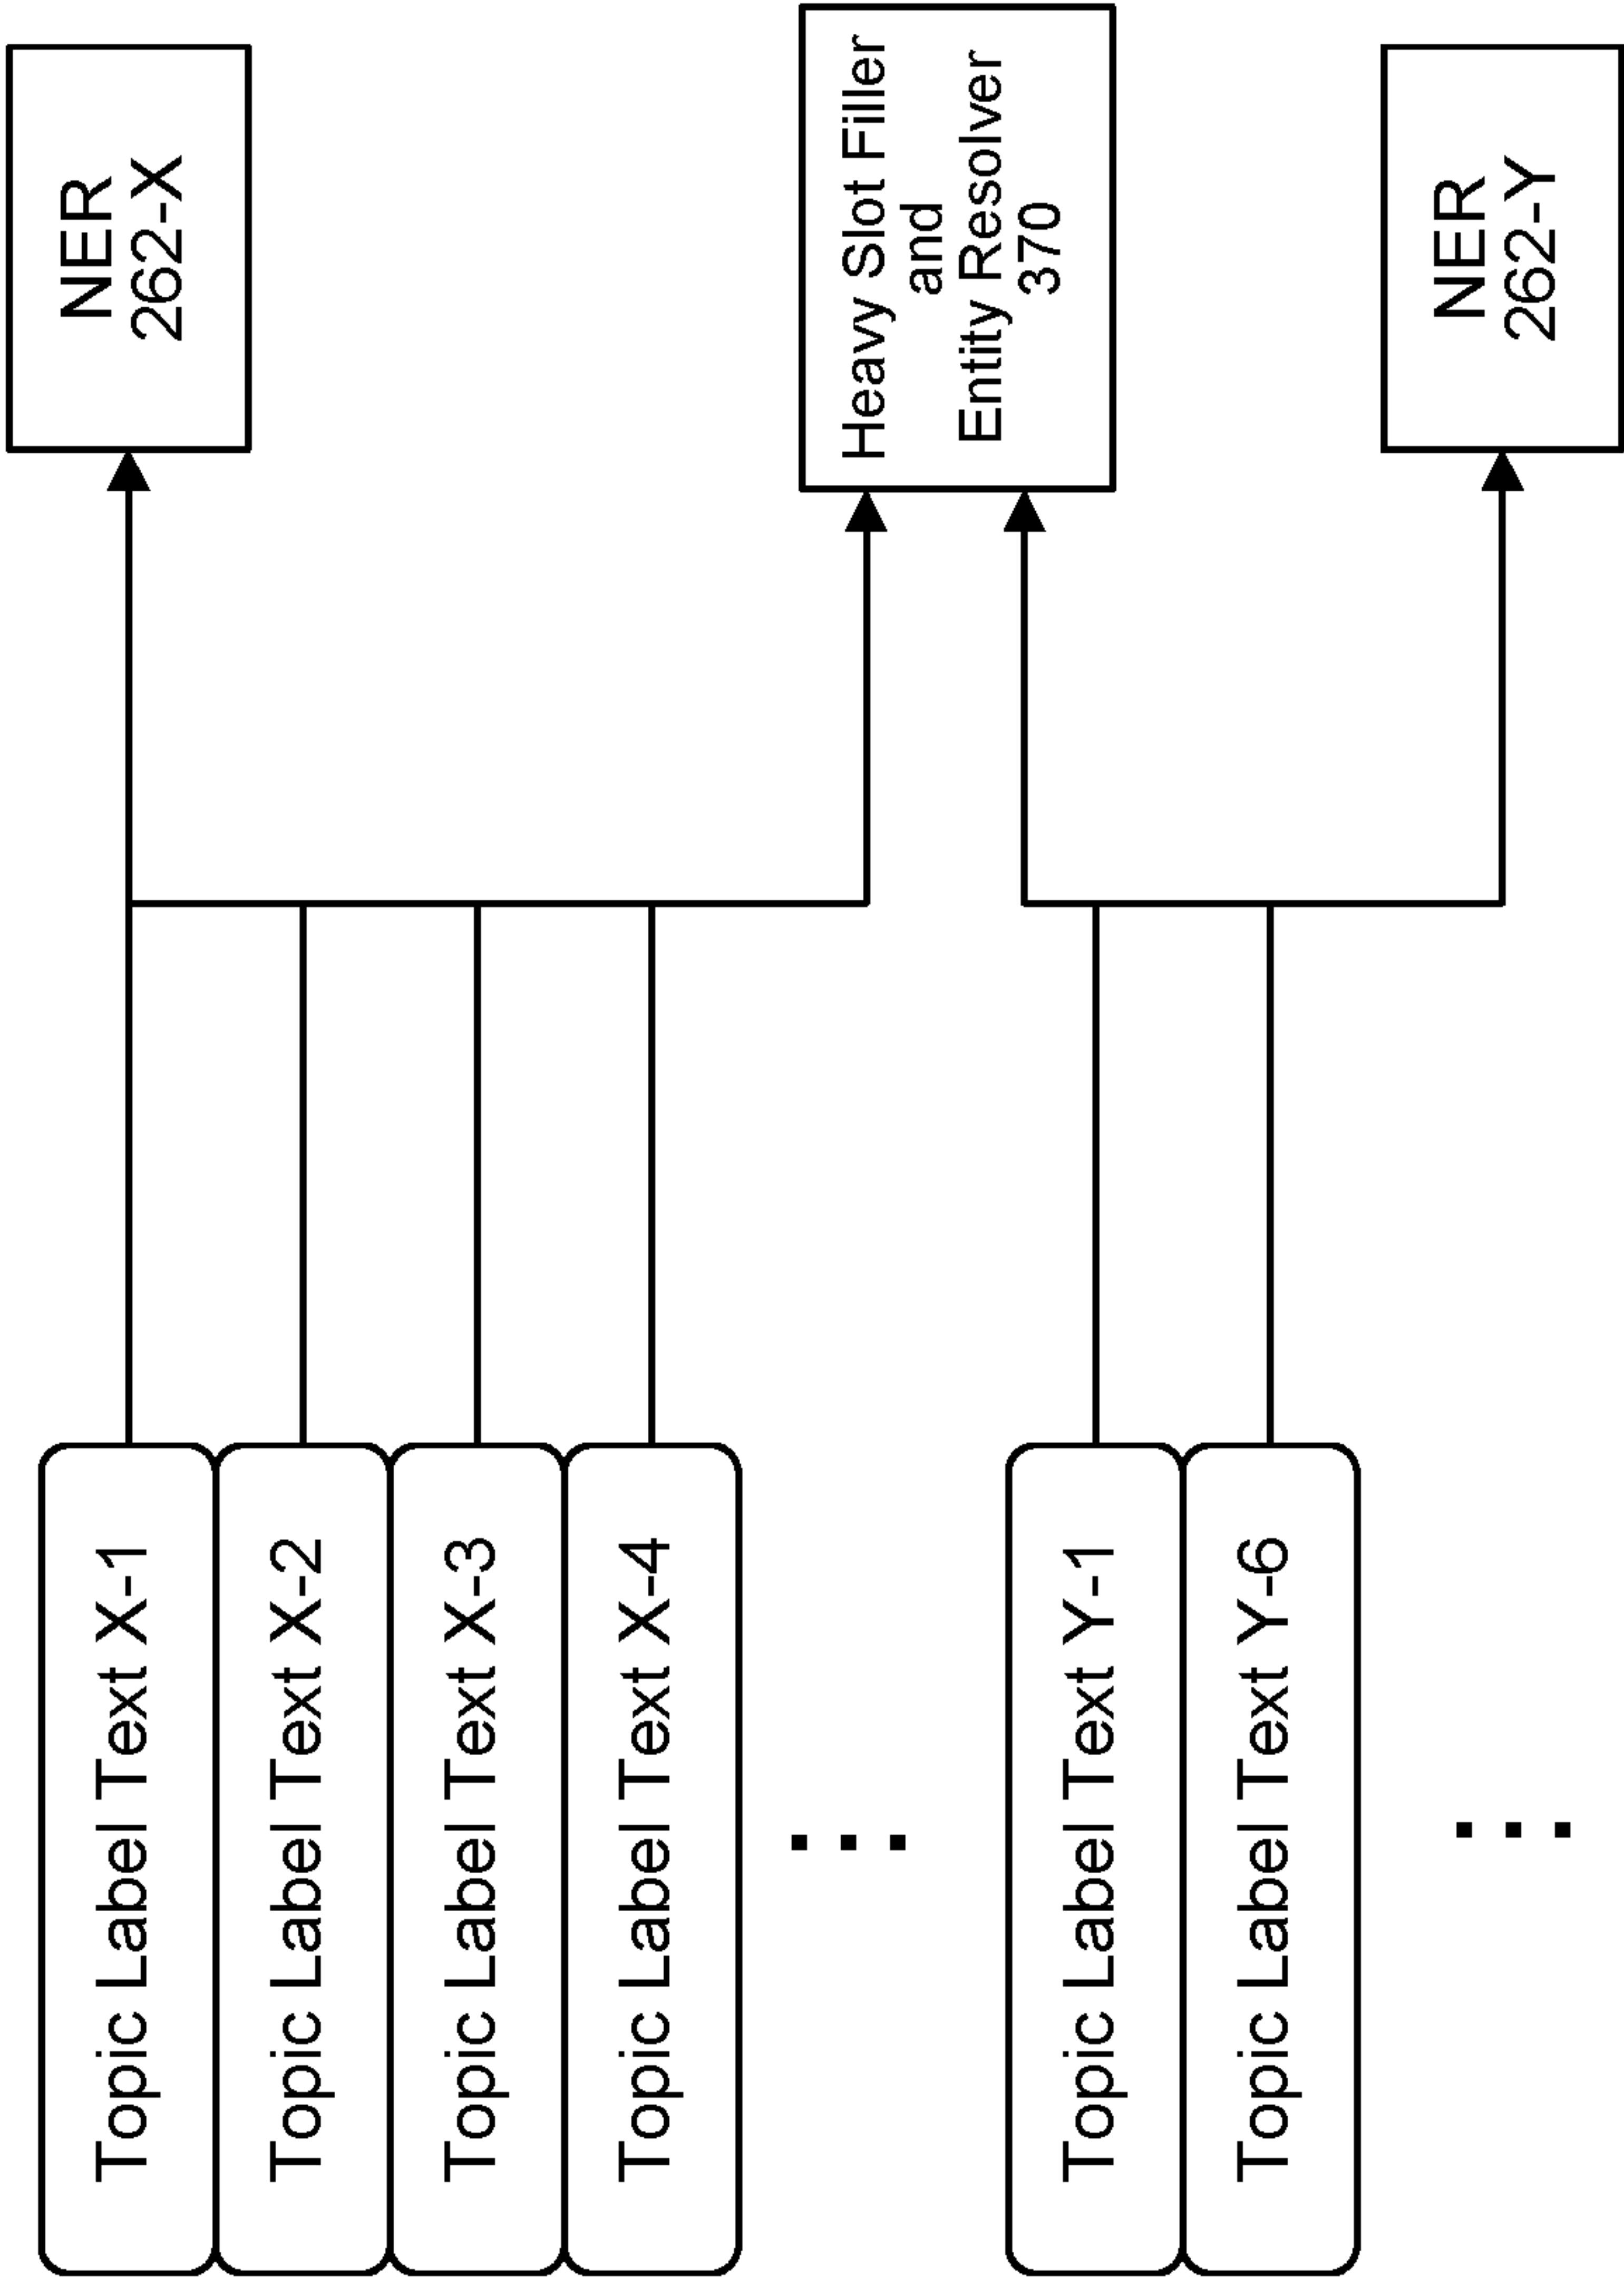 Topic Label Text X-1
Topic Label Text X-2
Topic Label Text X-3
Topic Label Text X-4
Topic Label Text Y-1
Topic Label Text Y-6
NER
262-X
Heavy Slot Filler
and
Entity Resolver
370
NER
262-Y